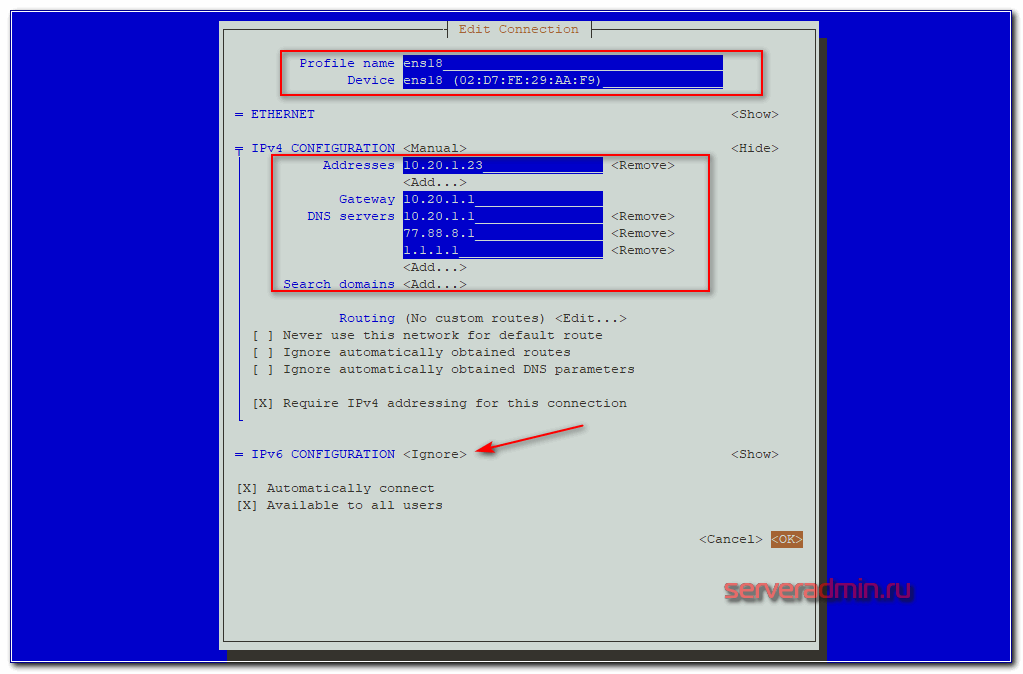 Edit Connection
Profile name ens18
Device ens18 (02:D7:FE:29:AA:F9)
= ETHERNET <Show>
IPv4 CONFIGURATION <Manual> <Hide>
Addresses 10.20.1.23 <Remove>
<Add...>
Gateway 10.20.1.1
DNS servers 10.20.1.1 <Remove>
77.88.8.1 <Remove>
1.1.1.1 <Remove>
<Add...>
Search domains <Add...>
Routing (No custom routes) <Edit...>
[ ] Never use this network for default route
[ ] Ignore automatically obtained routes
[ ] Ignore automatically obtained DNS parameters
[X] Require IPv4 addressing for this connection
= IPv6 CONFIGURATION <Ignore> <Show>
[X] Automatically connect
[X] Available to all users
<Cancel> <OK>
serveradmin.ru